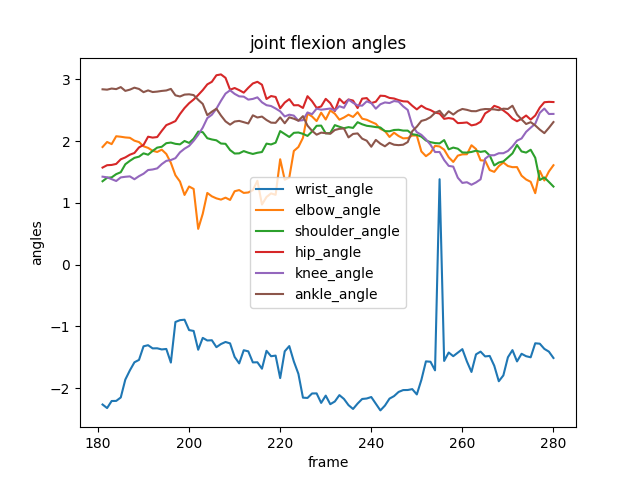 joint flexion angles
angles
3
2
1
0
−1
−2
wrist_angle
elbow_angle
shoulder_angle
hip_angle
knee_angle
ankle_angle
180
200
220
240
260
280
frame